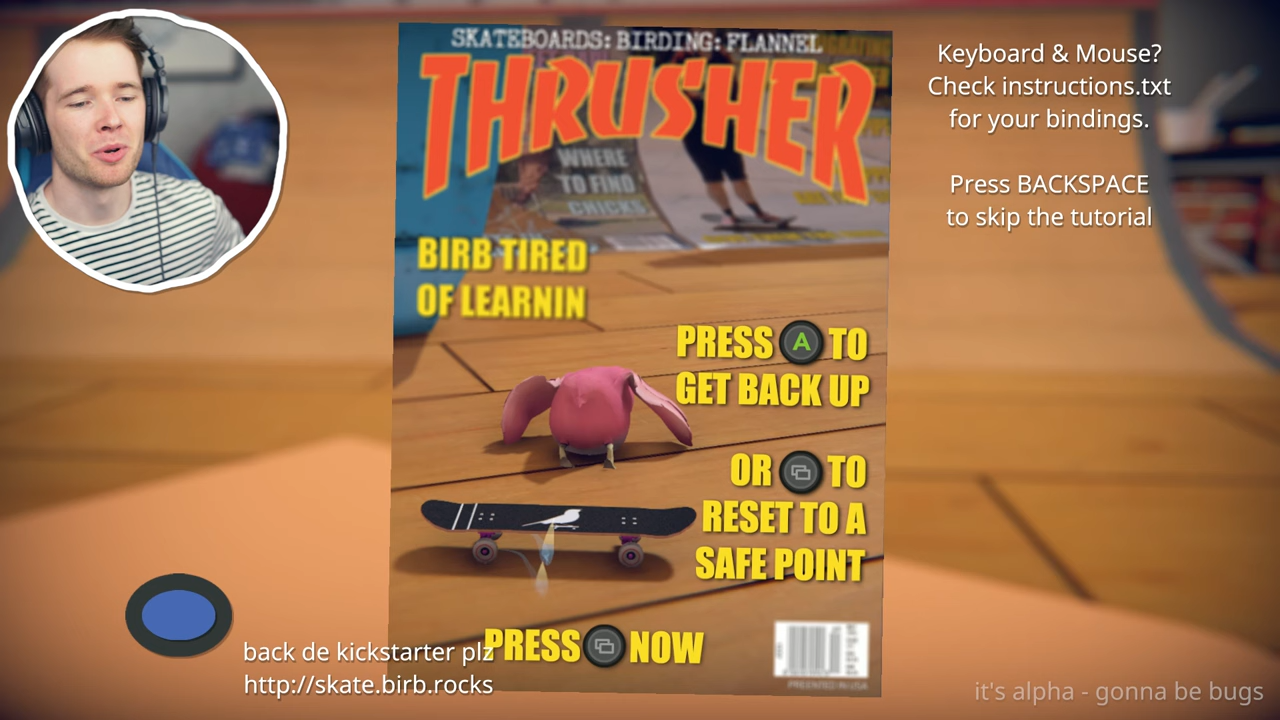 SKATEBOARDS: BIRDING: FLANNEL
THRUSHER
WHERE
TO FIND
CHICKS
BIRB TIRED
OF LEARNIN
PRESS A TO
GET BACK UP
OR TO
RESET TO A
SAFE POINT
PRESS NOW
Keyboard & Mouse?
Check instructions.txt
for your bindings.
Press BACKSPACE
to skip the tutorial
back de kickstarter plz
http://skate.birb.rocks
it's alpha - gonna be bugs